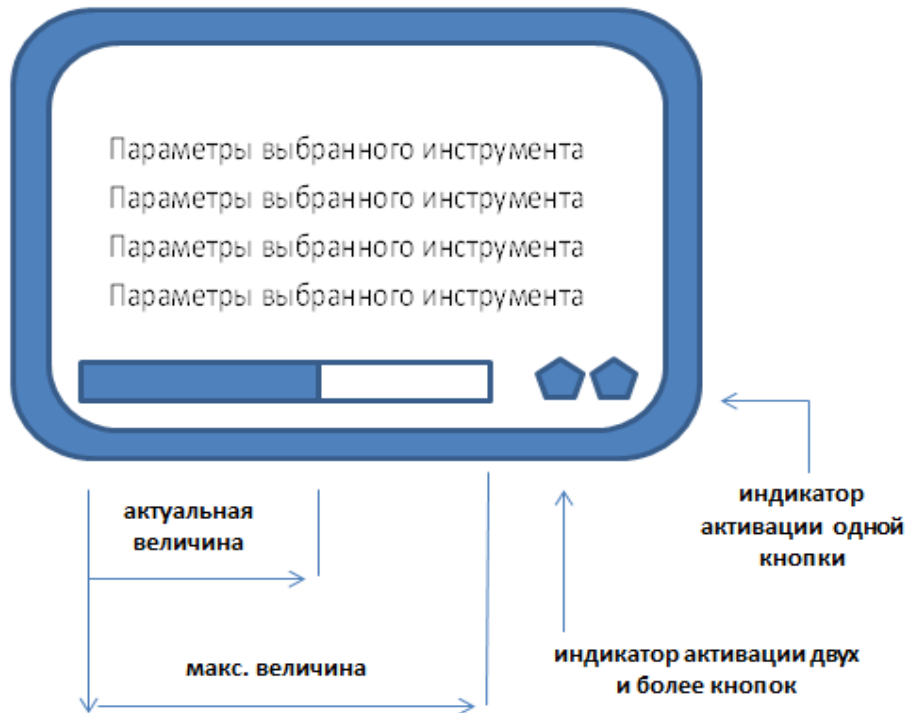 Параметры выбранного инструмента
Параметры выбранного инструмента
Параметры выбранного инструмента
Параметры выбранного инструмента
актуальная
величина
макс. величина
индикатор
активации одной
кнопки
индикатор активации двух
и более кнопок